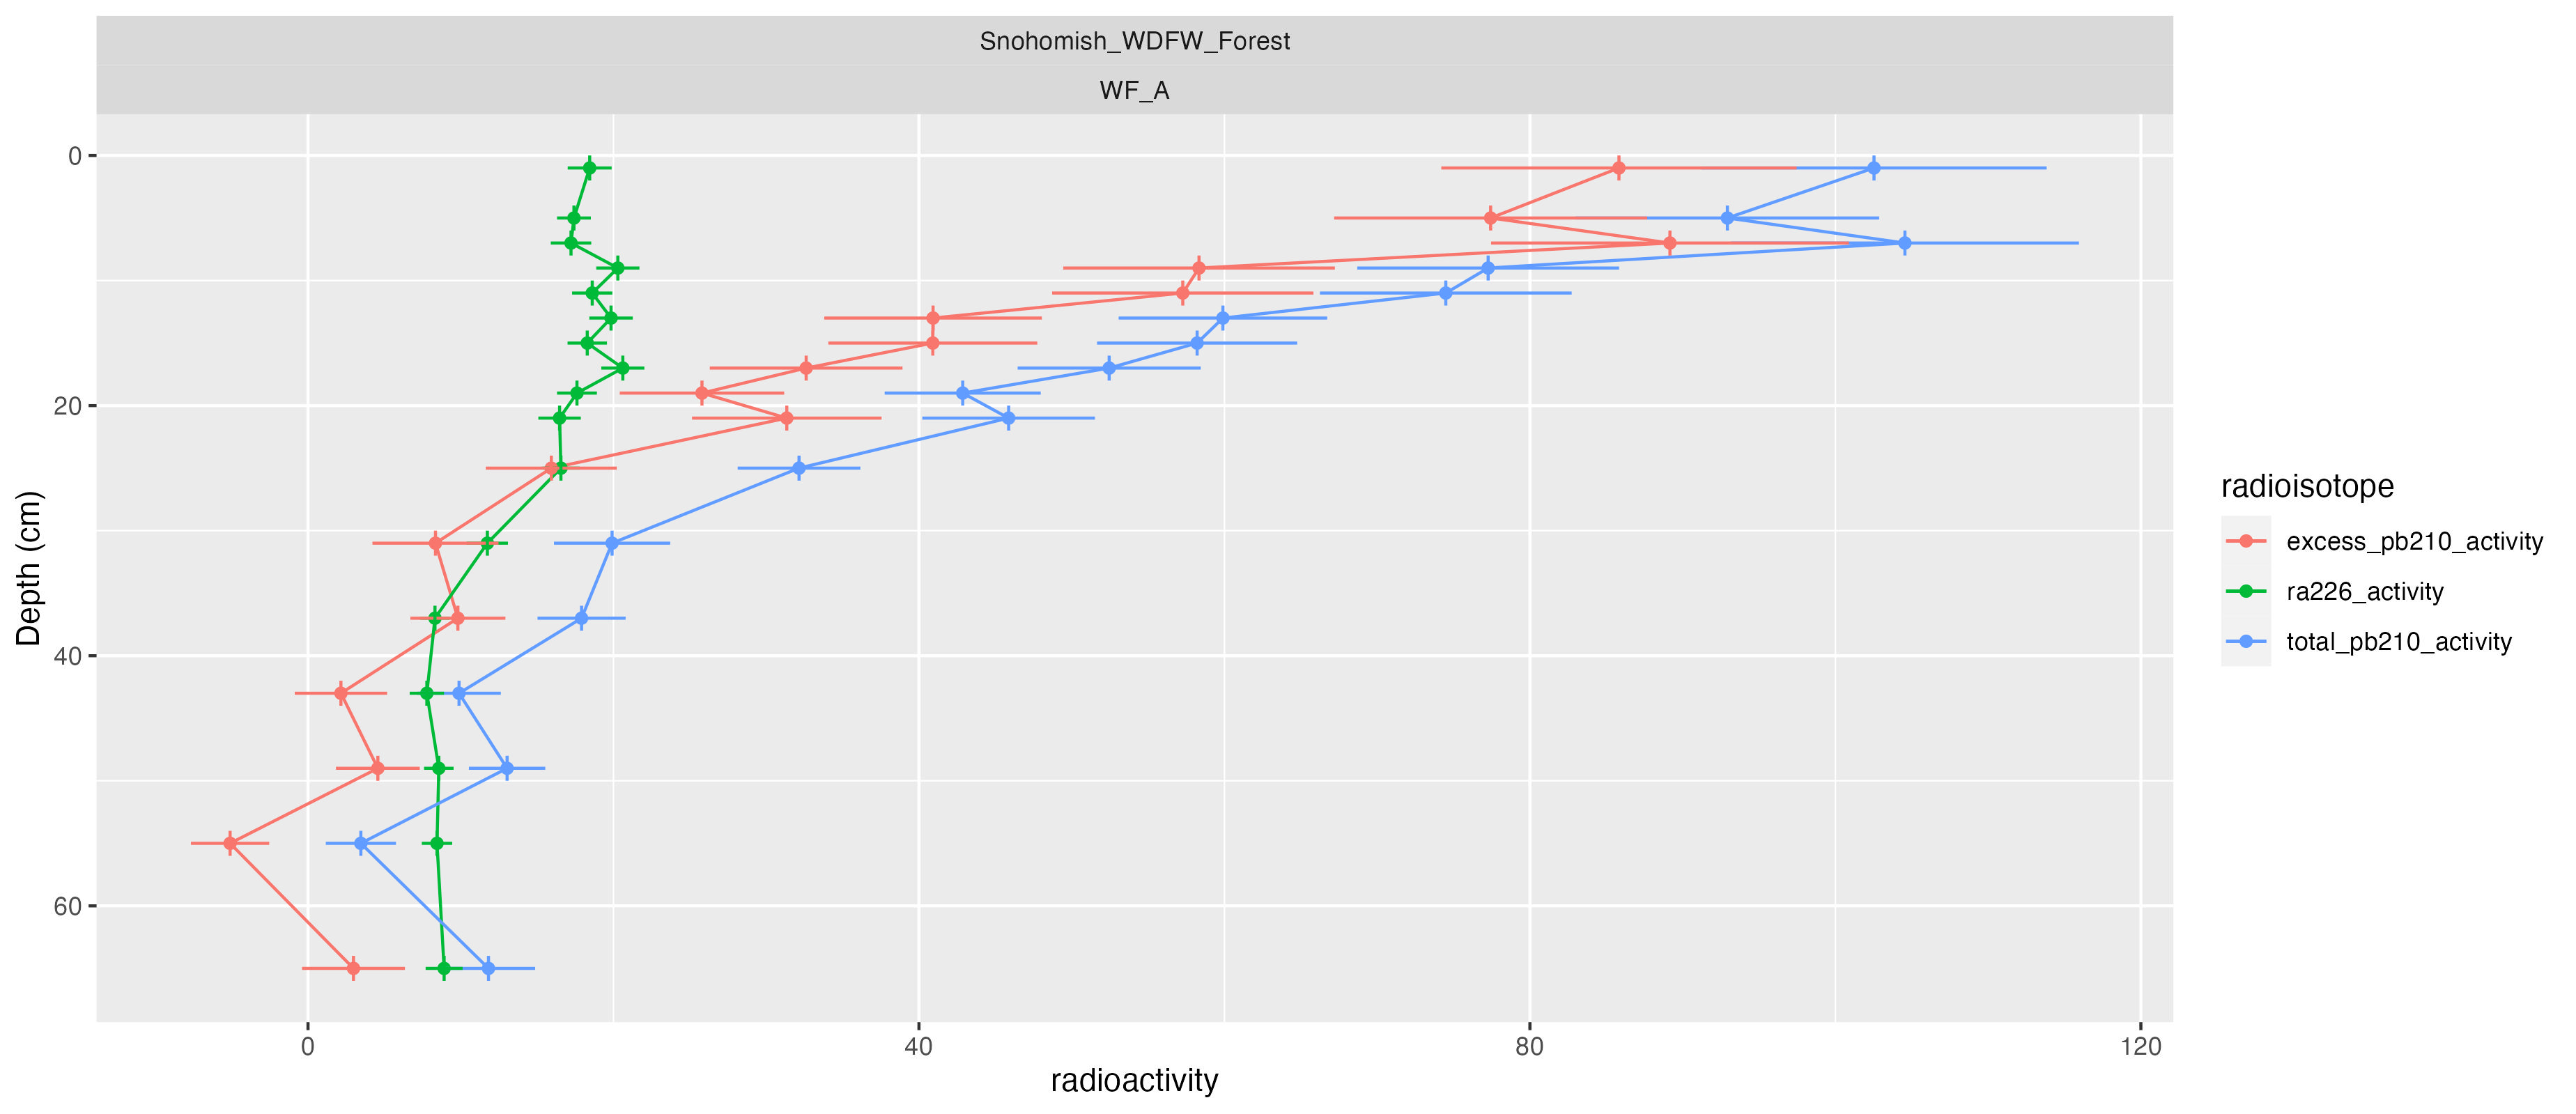 Snohomish_WDFW_Forest
WF_A
0
20
40
60
Depth (cm)
0
40
80
120
radioactivity
radioisotope
excess_pb210_activity
ra226_activity
total_pb210_activity